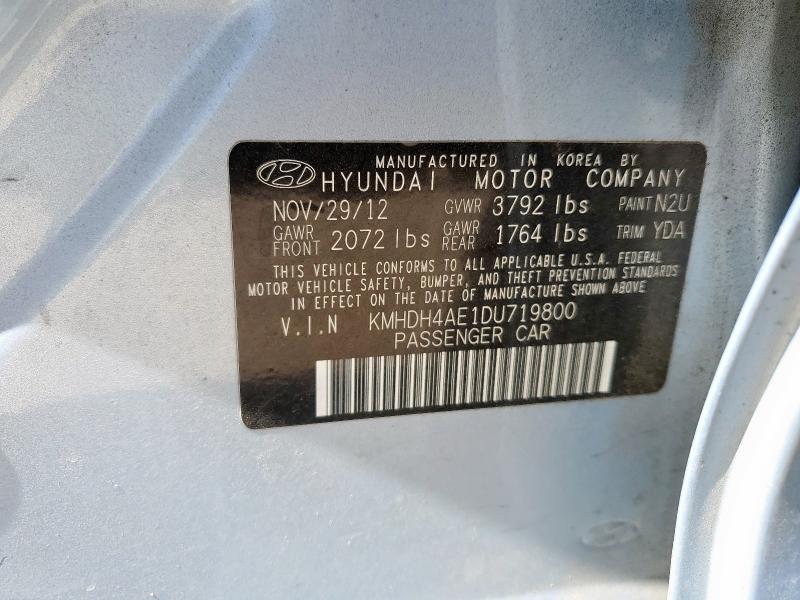 MANUFACTURED IN KOREA BY
HYUNDAI MOTOR COMPANY
NOV/29/12 GVWR 3792 lbs PAINT N2U
GAWR FRONT 2072 lbs GAWR REAR 1764 lbs TRIM YDA
THIS VEHICLE CONFORMS TO ALL APPLICABLE U.S.A. FEDERAL
MOTOR VEHICLE SAFETY, BUMPER, AND THEFT PREVENTION STANDARDS
IN EFFECT ON THE DATE OF MANUFACTURE SHOWN ABOVE.
V.I.N KMHDH4AE1DU719800
PASSENGER CAR